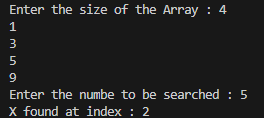 Enter the size of the Array : 4
1
3
5
9
Enter the numbe to be searched : 5
X found at index : 2